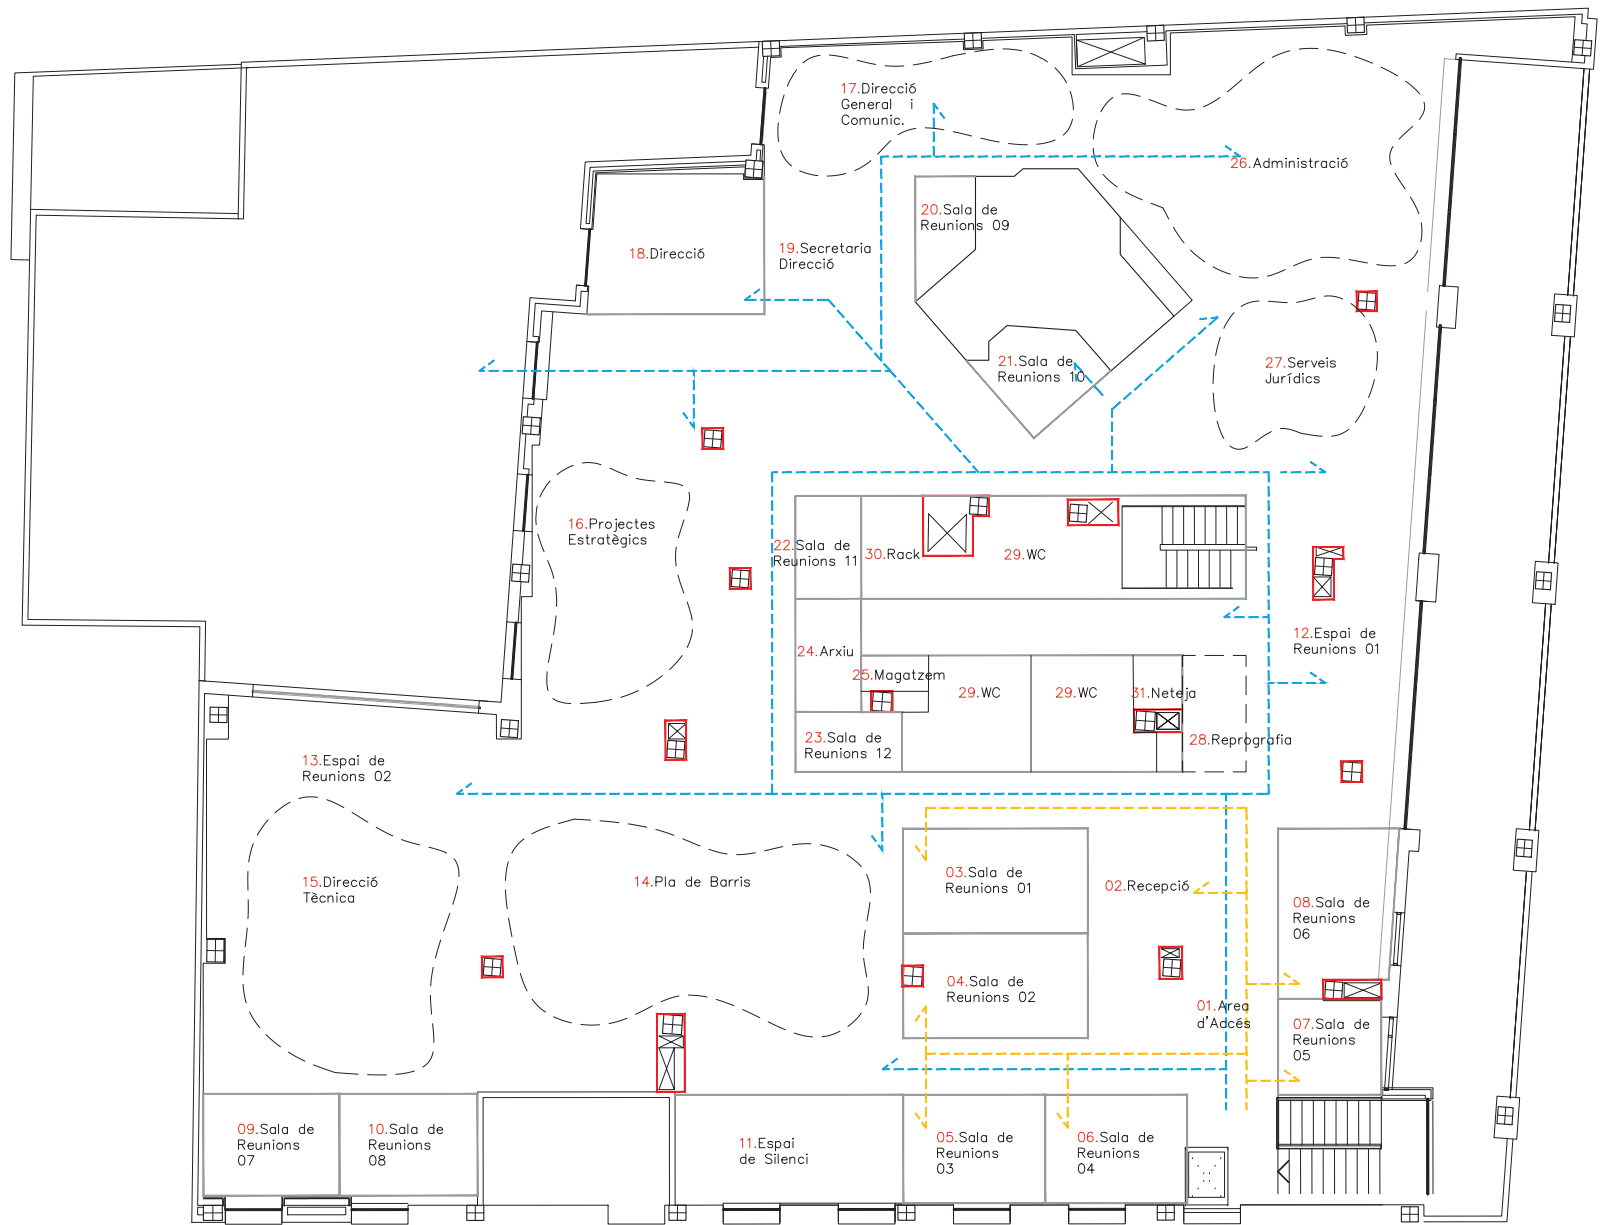 17.Direcció
General i
Comunic.
26.Administració
20.Sala de
Reunions 09
18.Direcció
19.Secretaria
Direcció
21.Sala de
Reunions 10
27.Serveis
Jurídics
16.Projectes
Estratègics
22.Sala de
Reunions 11
30.Rack
29.WC
12.Espai de
Reunions 01
24.Arxiu
25.Magatzem
29.WC
29.WC
31.Neteja
23.Sala de
Reunions 12
28.Reprografia
13.Espai de
Reunions 02
15.Direcció
Tècnica
14.Pla de Barris
03.Sala de
Reunions 01
02.Recepció
08.Sala de
Reunions
06
04.Sala de
Reunions 02
01.Area
d'Accés
07.Sala de
Reunions
05
09.Sala de
Reunions
07
10.Sala de
Reunions
08
11.Espai
de Silenci
05.Sala de
Reunions
03
06.Sala de
Reunions
04